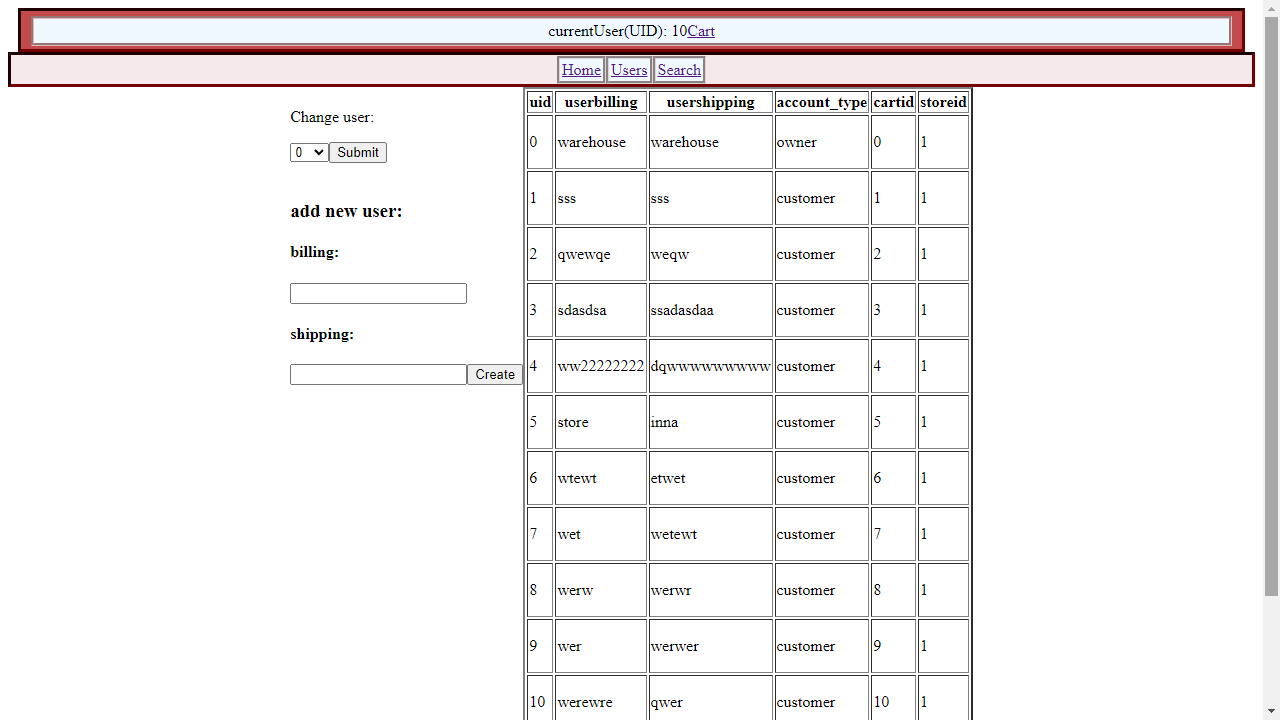 currentUser(UID): 10Cart
Home Users Search
Change user:
0 Submit
add new user:
billing:
shipping:
Create
uid userbilling usershipping account_type cartid storeid
0 warehouse warehouse owner 0 1
1 sss sss customer 1 1
2 qwewqe weqw customer 2 1
3 sdasdsa ssadasdaa customer 3 1
4 ww22222222 dqwwwwwwwww customer 4 1
5 store inna customer 5 1
6 wtewt etwet customer 6 1
7 wet wetewt customer 7 1
8 werw werwr customer 8 1
9 wer werwer customer 9 1
10 werewre qwer customer 10 1